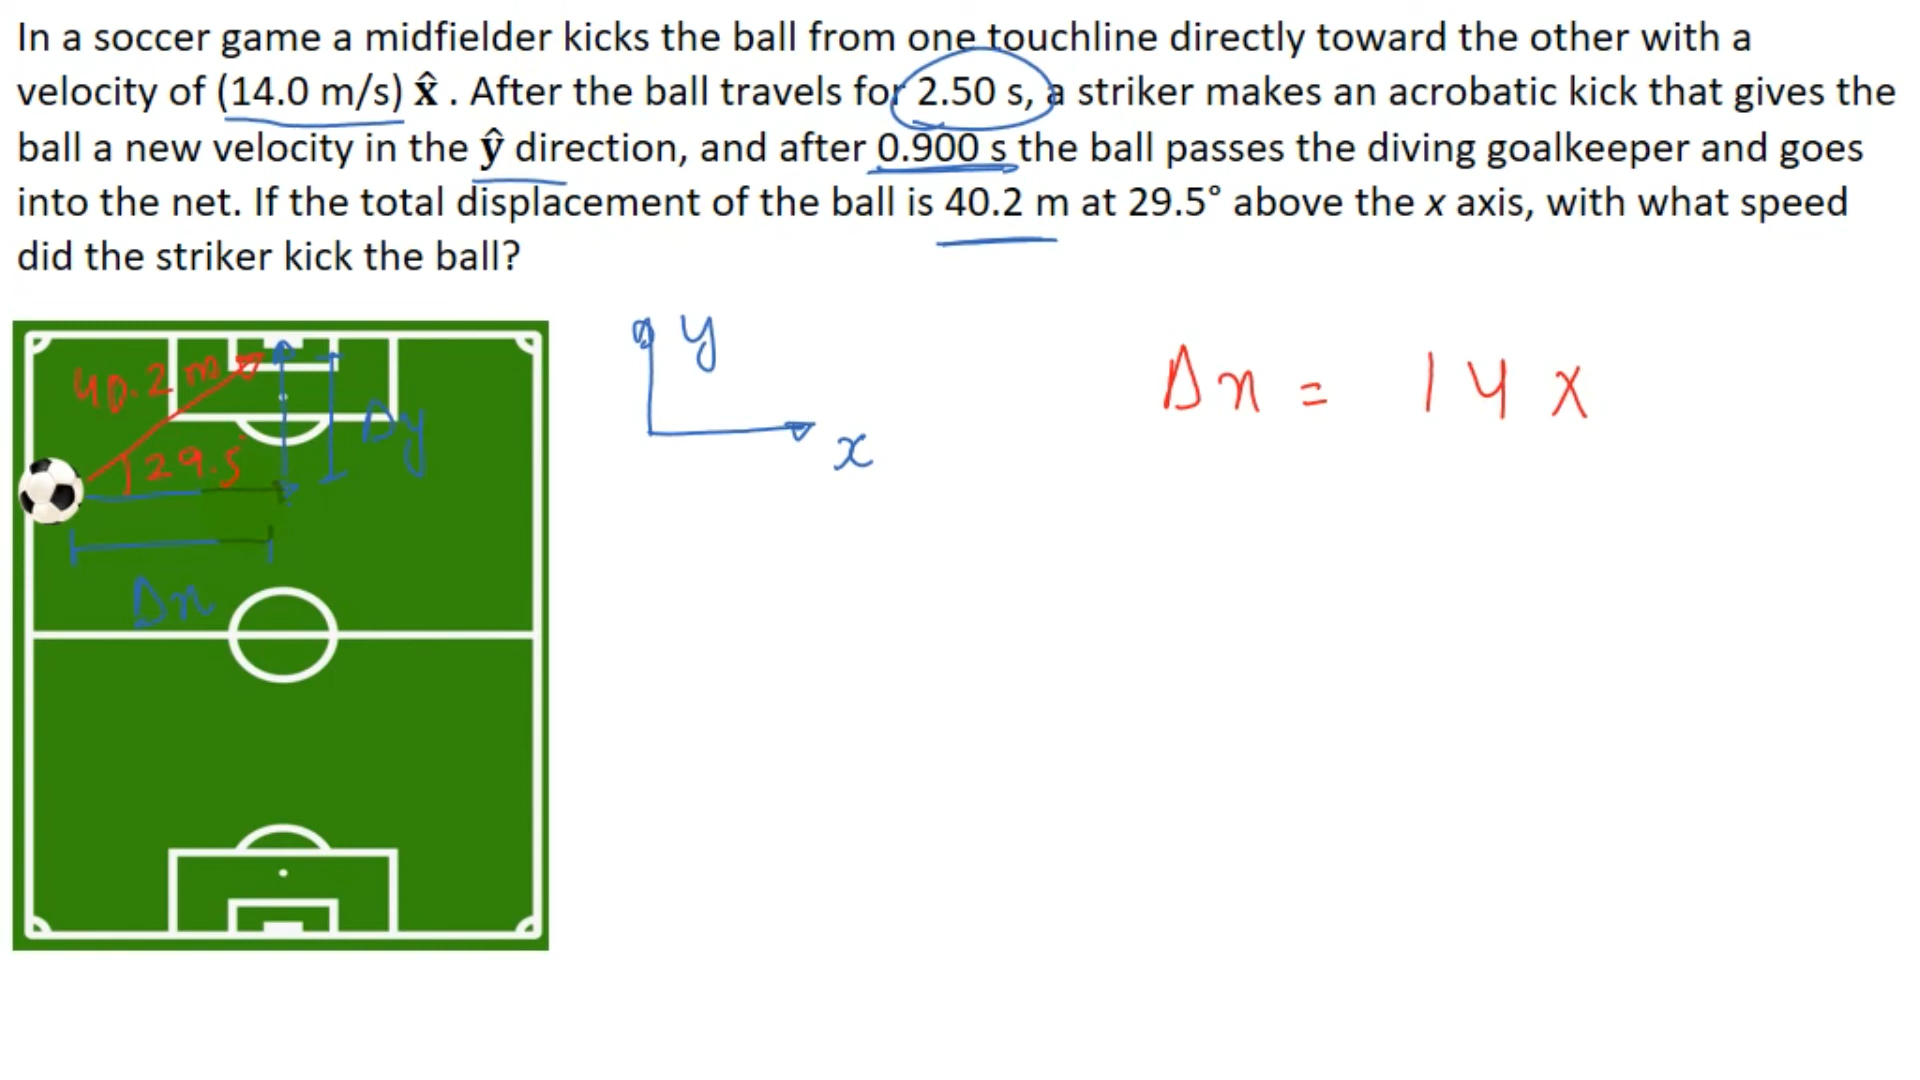 In a soccer game a midfielder kicks the ball from one touchline directly toward the other with a
velocity of (14.0 m/s) x̂ . After the ball travels for 2.50 s, a striker makes an acrobatic kick that gives the
ball a new velocity in the ŷ direction, and after 0.900 s the ball passes the diving goalkeeper and goes
into the net. If the total displacement of the ball is 40.2 m at 29.5° above the x axis, with what speed
did the striker kick the ball?
y
x
Δx = 14 x
40.2 m
Δy
29.5°
Δx